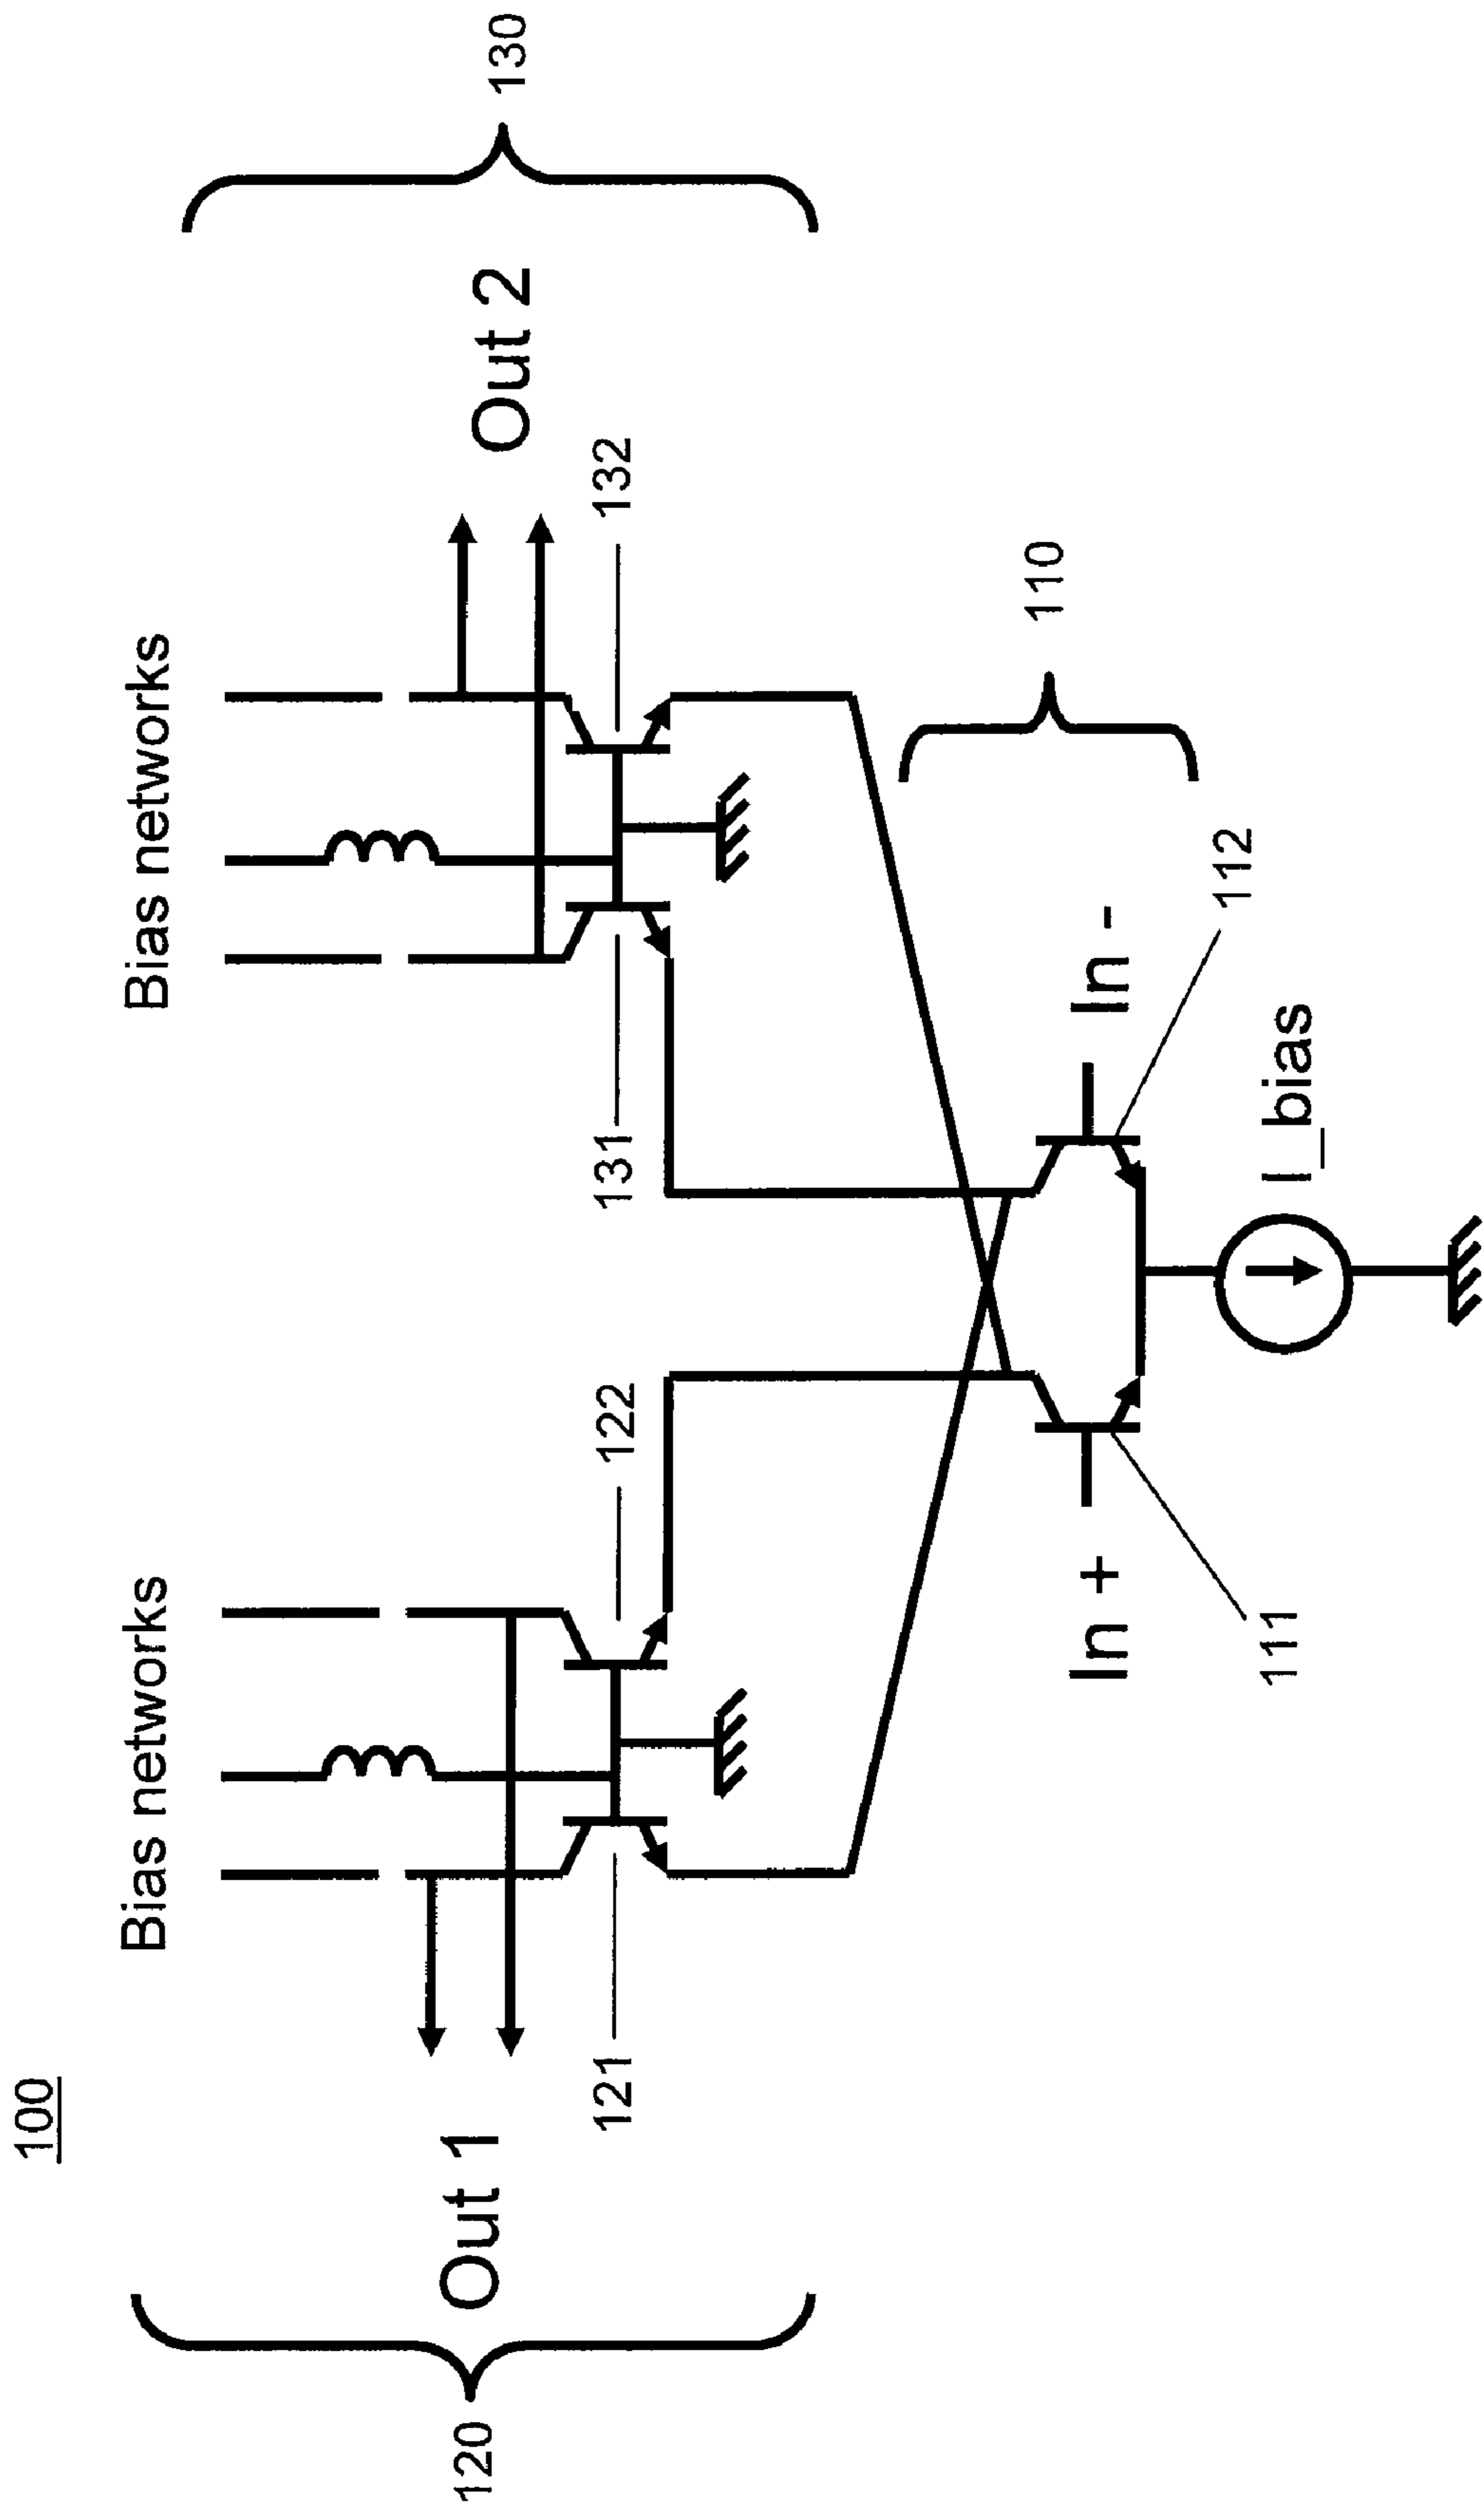 100
Bias networks
Bias networks
120
Out 1
Out 2
130
121
122
131
132
110
In +
In -
111
112
I_bias